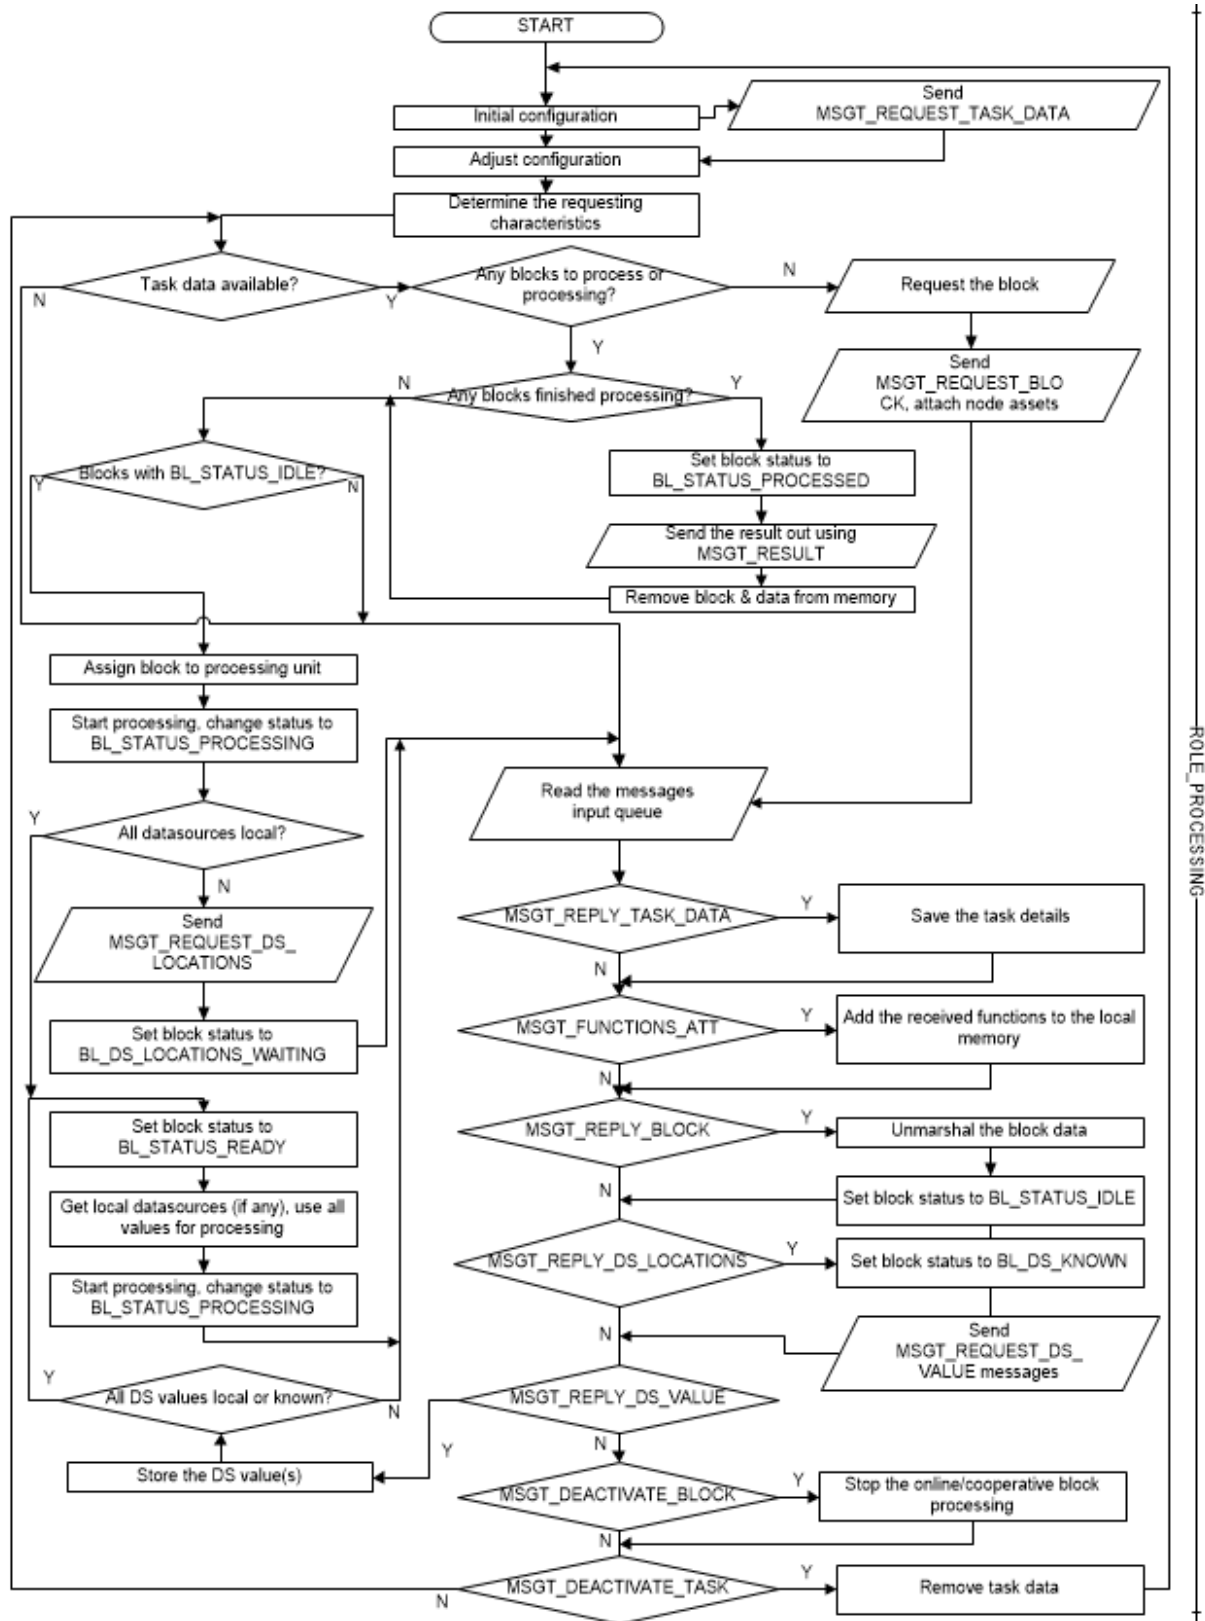 START
Send
MSGT_REQUEST_TASK_DATA
Initial configuration
Adjust configuration
Determine the requesting
characteristics
Task data available?
N
Y
Any blocks to process or
processing?
N
Request the block
Y
Send
MSGT_REQUEST_BLO
CK, attach node assets
N
Any blocks finished processing?
Y
Blocks with BL_STATUS_IDLE?
Y
N
Set block status to
BL_STATUS_PROCESSED
Send the result out using
MSGT_RESULT
Remove block & data from memory
Assign block to processing unit
Start processing, change status to
BL_STATUS_PROCESSING
ROLE_PROCESSING
Read the messages
input queue
Y
All datasources local?
N
Send
MSGT_REQUEST_DS_
LOCATIONS
MSGT_REPLY_TASK_DATA
Y
Save the task details
N
Set block status to
BL_DS_LOCATIONS_WAITING
MSGT_FUNCTIONS_ATT
Y
Add the received functions to the local
memory
N
Set block status to
BL_STATUS_READY
MSGT_REPLY_BLOCK
Y
Unmarshal the block data
N
Set block status to BL_STATUS_IDLE
Get local datasources (if any), use all
values for processing
MSGT_REPLY_DS_LOCATIONS
Y
Set block status to BL_DS_KNOWN
Start processing, change status to
BL_STATUS_PROCESSING
N
Send
MSGT_REQUEST_DS_
VALUE messages
Y
All DS values local or known?
N
MSGT_REPLY_DS_VALUE
Y
N
Store the DS value(s)
MSGT_DEACTIVATE_BLOCK
Y
Stop the online/cooperative block
processing
N
MSGT_DEACTIVATE_TASK
N
Y
Remove task data